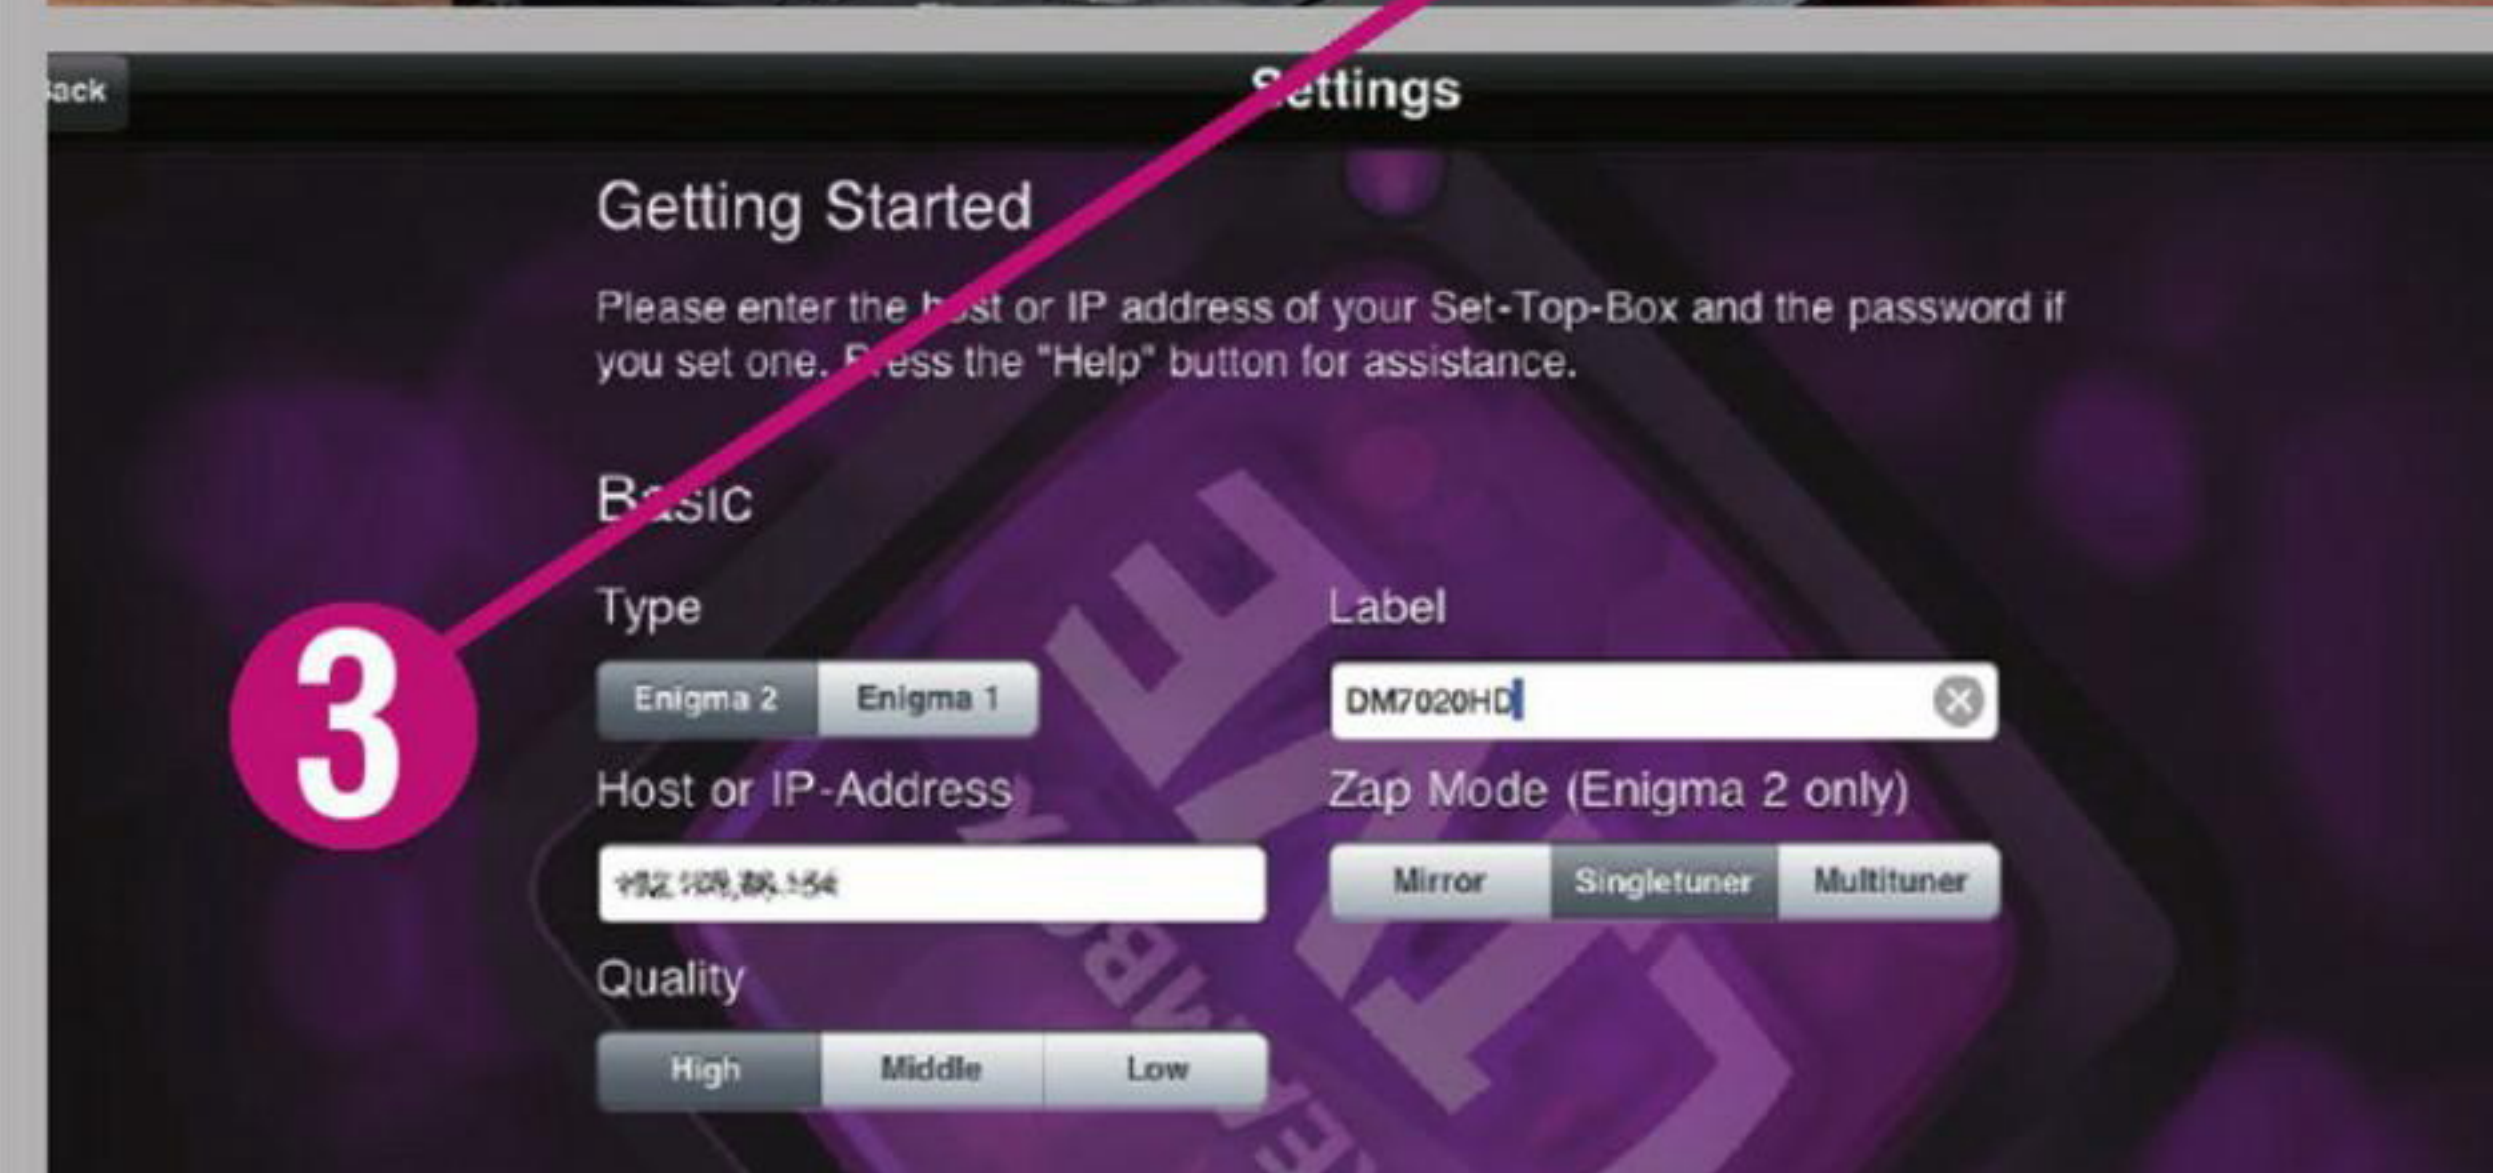 Back
Settings
Getting Started
Please enter the host or IP address of your Set-Top-Box and the password if
you set one. Press the "Help" button for assistance.
Basic
3
Type
Label
Enigma 2
Enigma 1
DM7020HD
Host or IP-Address
Zap Mode (Enigma 2 only)
Mirror
Singletuner
Multituner
Quality
High
Middle
Low